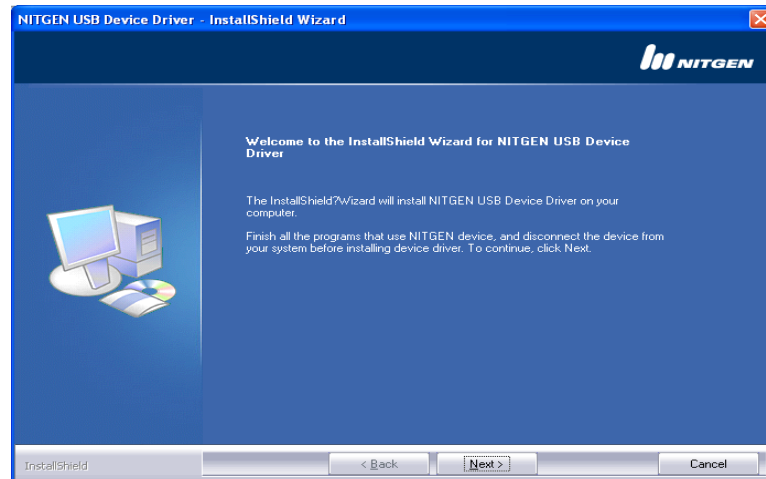 NITGEN USB Device Driver - InstallShield Wizard
NITGEN
Welcome to the InstallShield Wizard for NITGEN USB Device
Driver
The InstallShield?Wizard will install NITGEN USB Device Driver on your
computer.
Finish all the programs that use NITGEN device, and disconnect the device from
your system before installing device driver. To continue, click Next.
InstallShield
< Back
Next >
Cancel